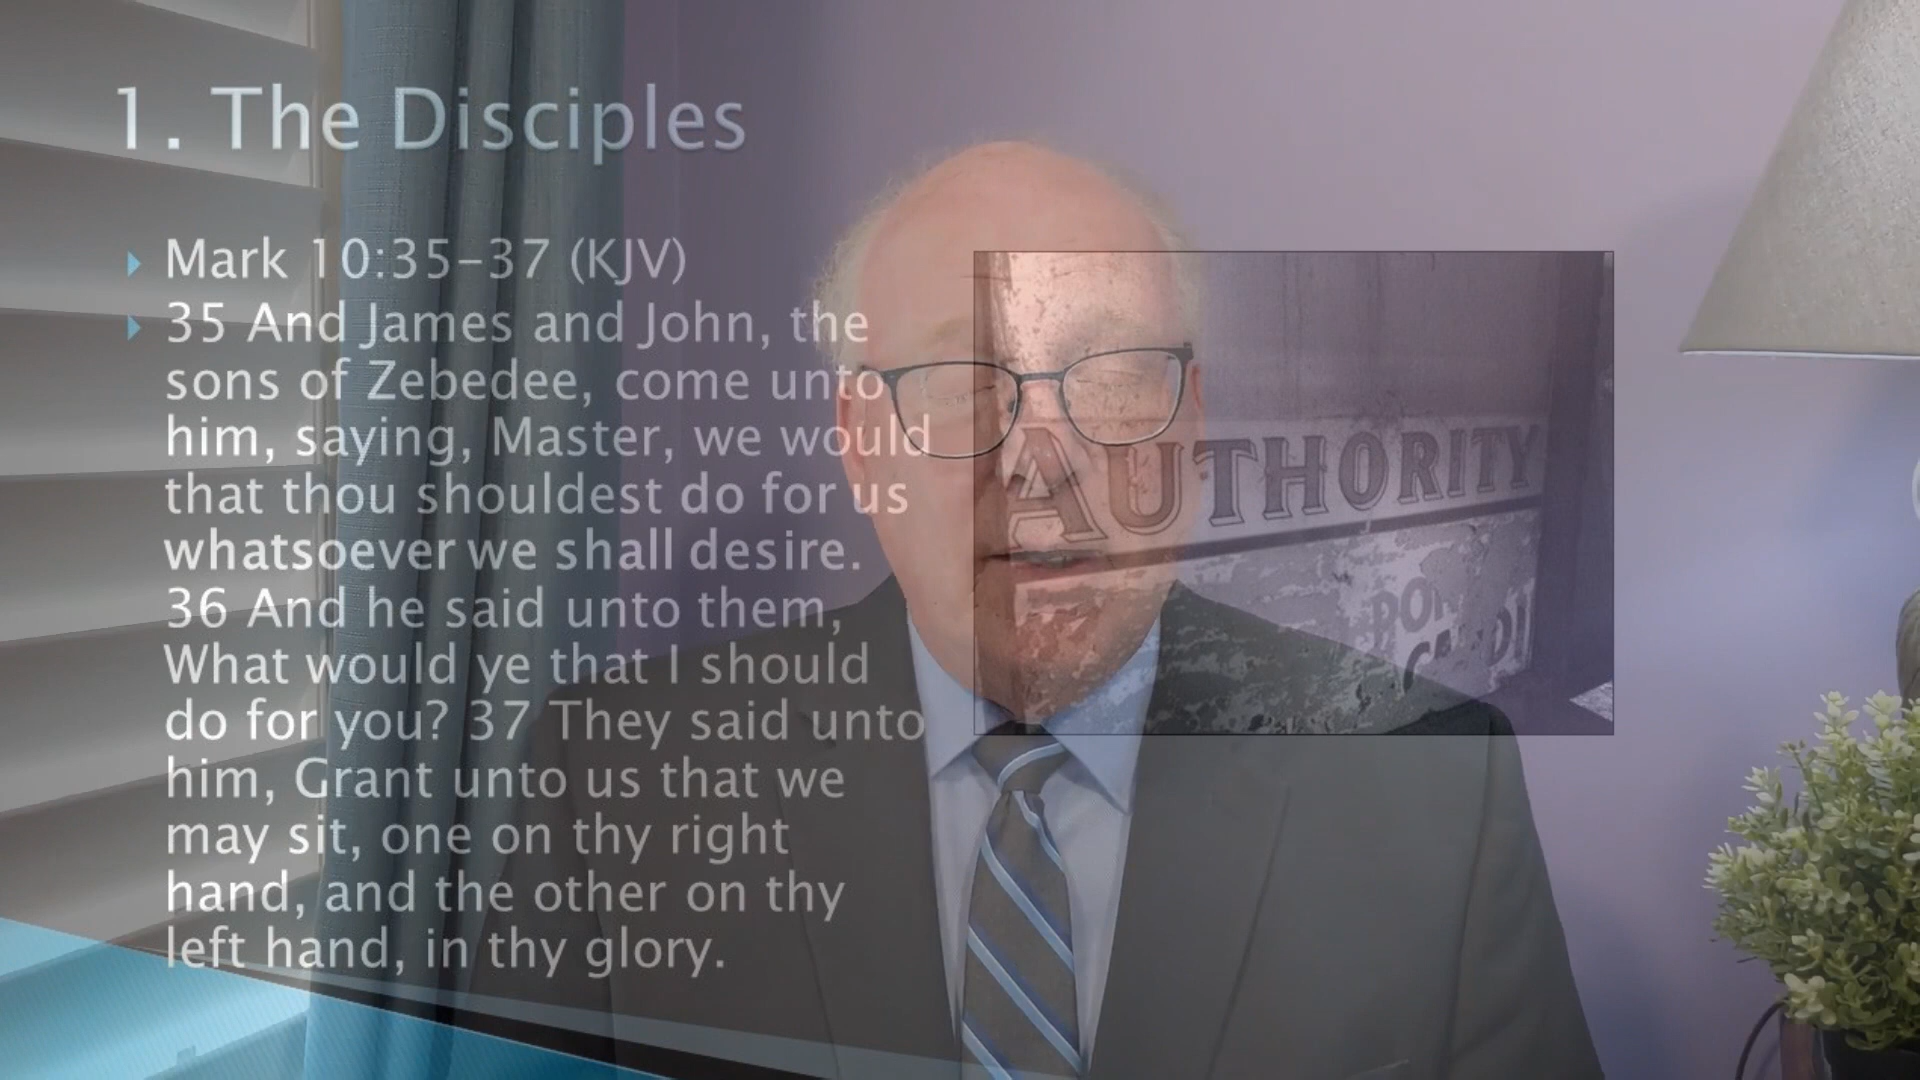 1. The Disciples
Mark 10:35-37 (KJV)
35 And James and John, the
sons of Zebedee, come unto
him, saying, Master, we would
that thou shouldest do for us
whatsoever we shall desire.
36 And he said unto them,
What would ye that I should
do for you? 37 They said unto
him, Grant unto us that we
may sit, one on thy right
hand, and the other on thy
left hand, in thy glory.
AUTHORITY